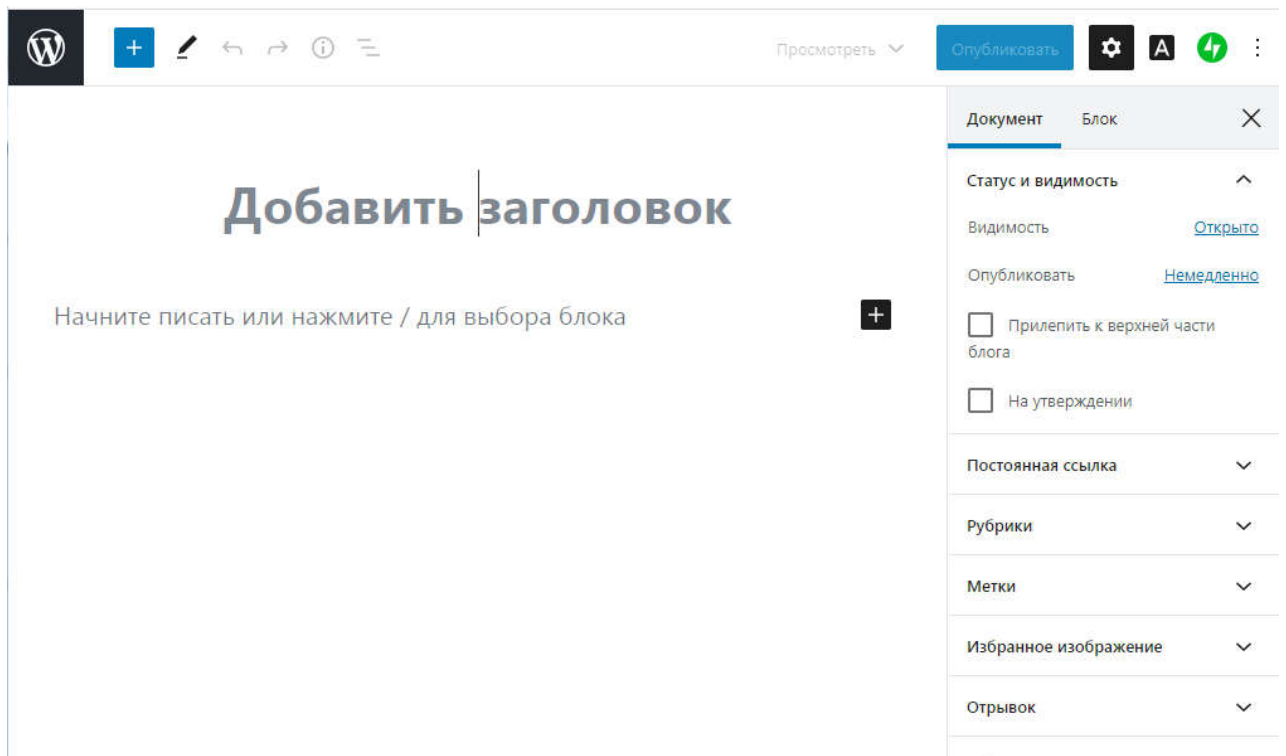 Просмотреть
Опубликовать
A
Документ
Блок
Добавить заголовок
Начните писать или нажмите / для выбора блока
Статус и видимость
Видимость
Открыто
Опубликовать
Немедленно
Прилепить к верхней части
блога
На утверждении
Постоянная ссылка
Рубрики
Метки
Избранное изображение
Отрывок